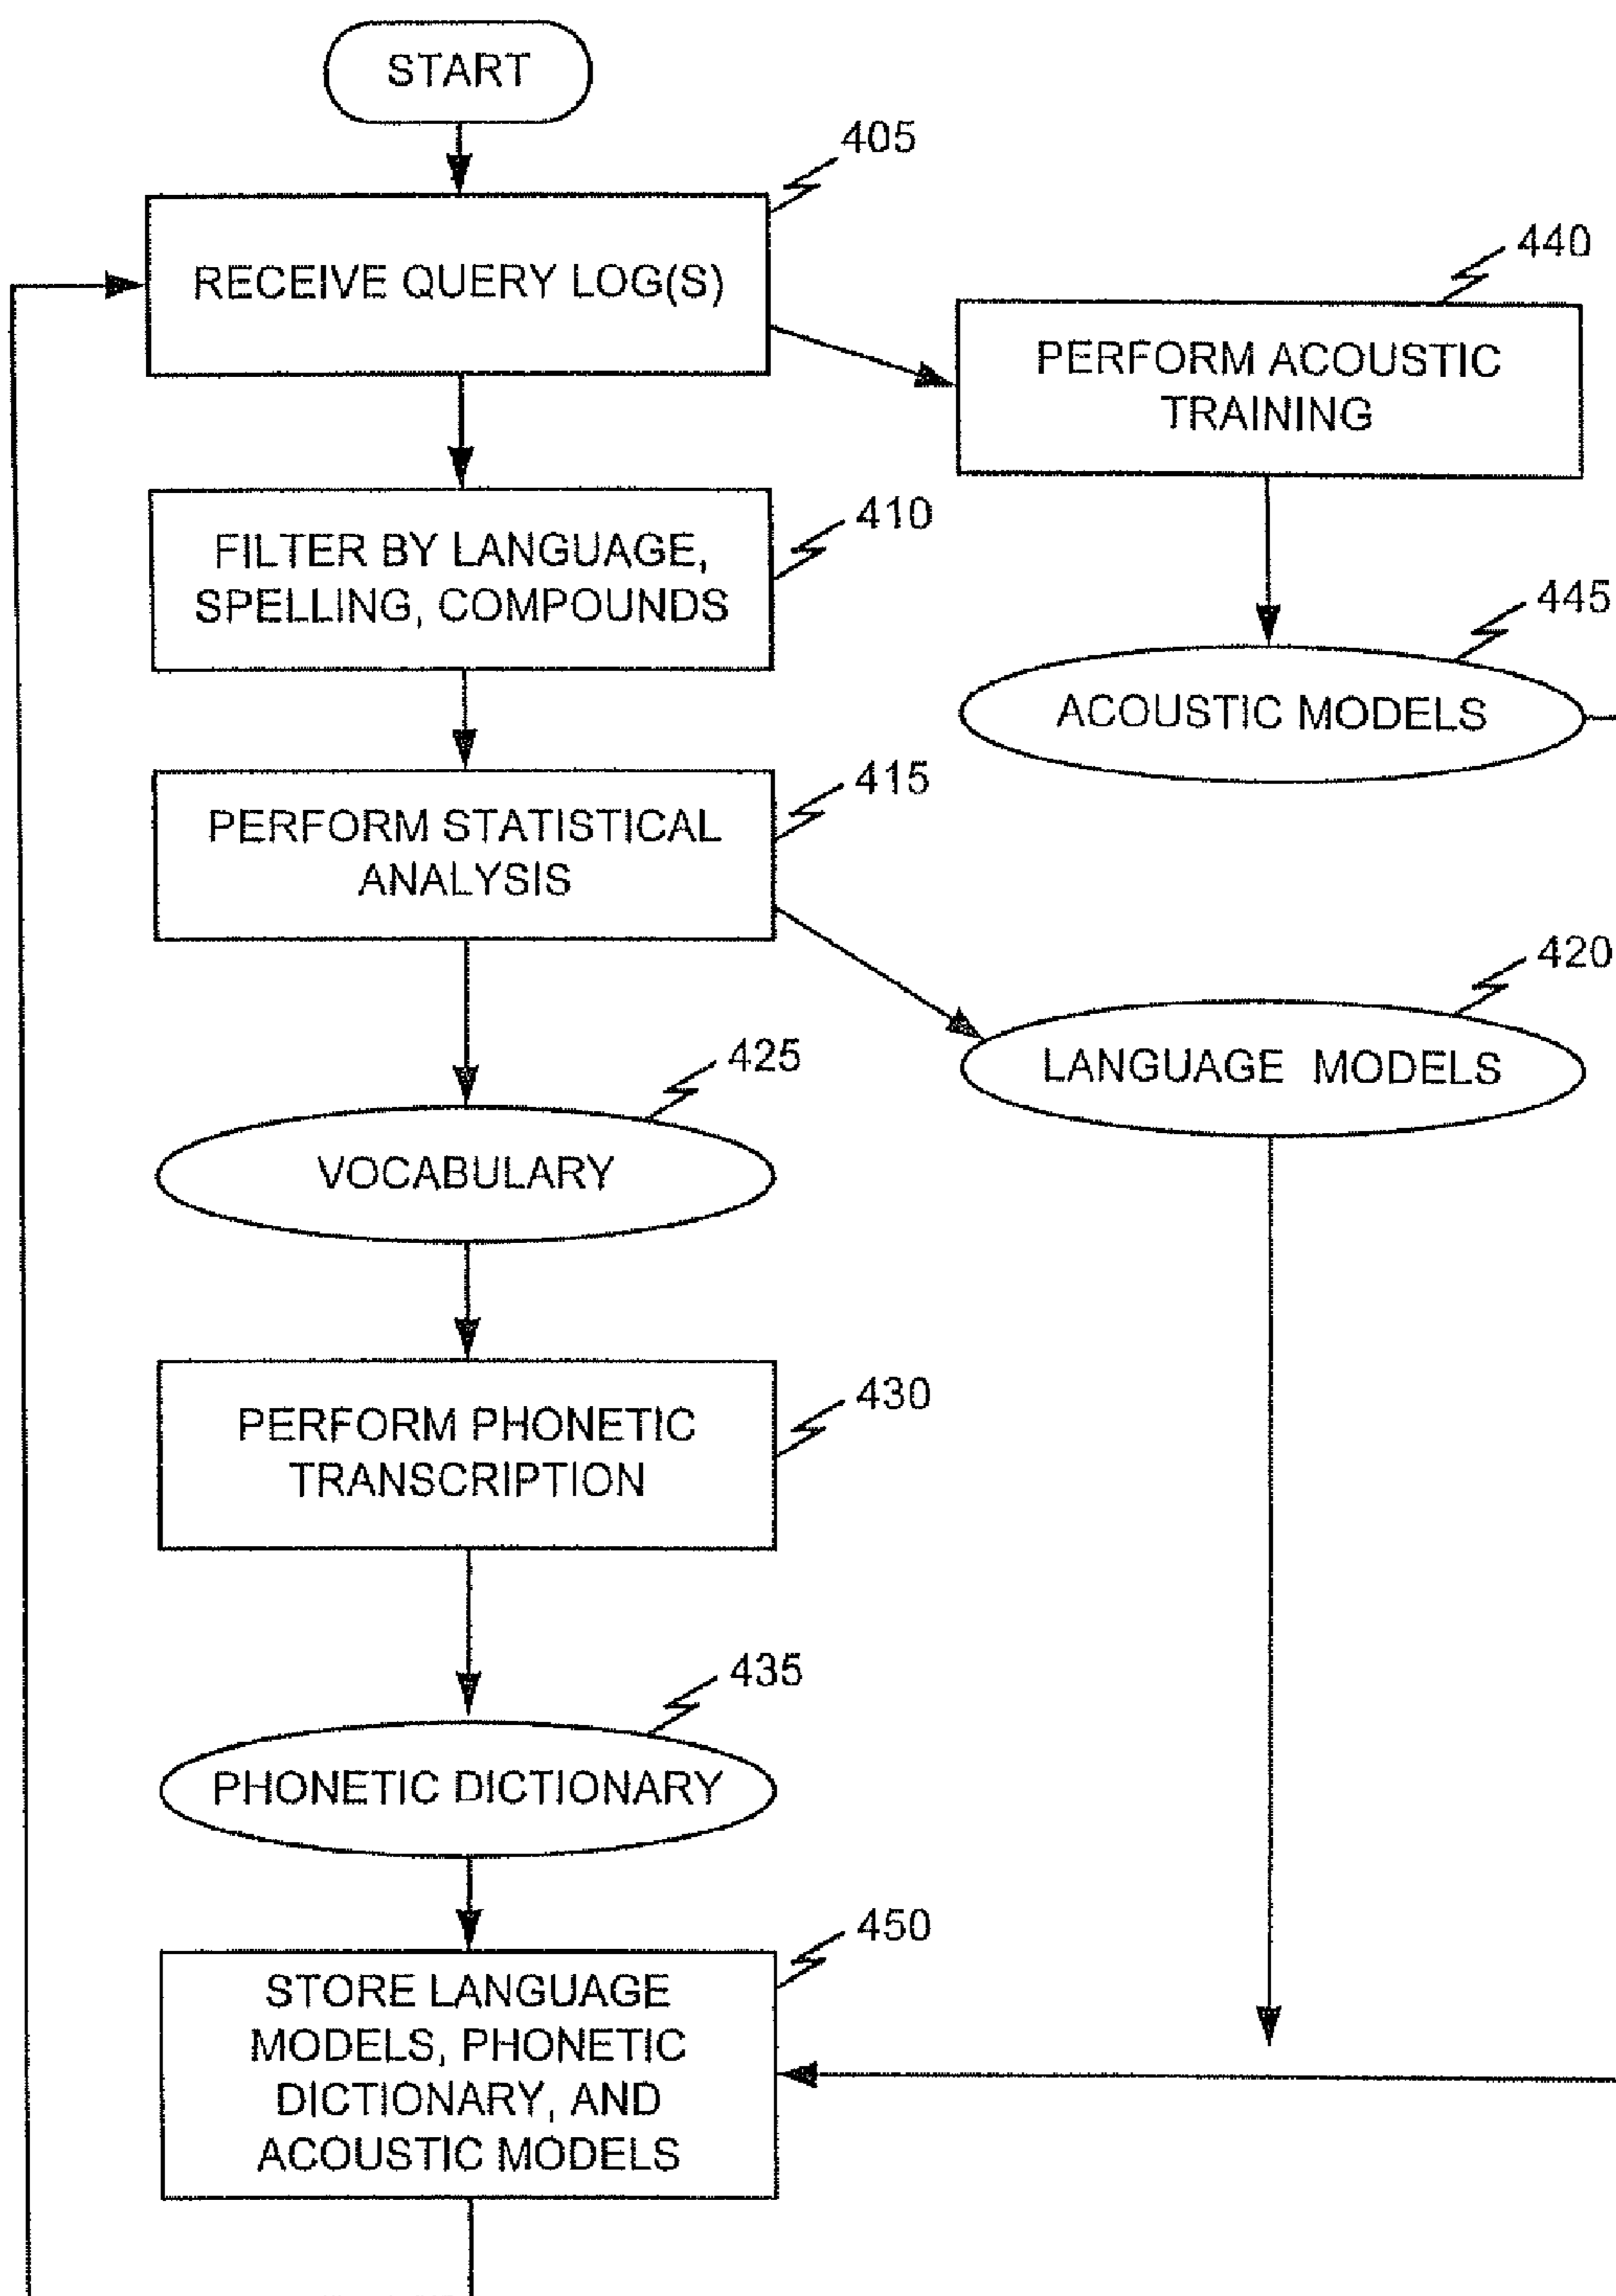 START
405
RECEIVE QUERY LOG(S)
440
PERFORM ACOUSTIC
TRAINING
410
FILTER BY LANGUAGE,
SPELLING, COMPOUNDS
445
ACOUSTIC MODELS
415
PERFORM STATISTICAL
ANALYSIS
420
LANGUAGE MODELS
425
VOCABULARY
430
PERFORM PHONETIC
TRANSCRIPTION
435
PHONETIC DICTIONARY
450
STORE LANGUAGE
MODELS, PHONETIC
DICTIONARY, AND
ACOUSTIC MODELS